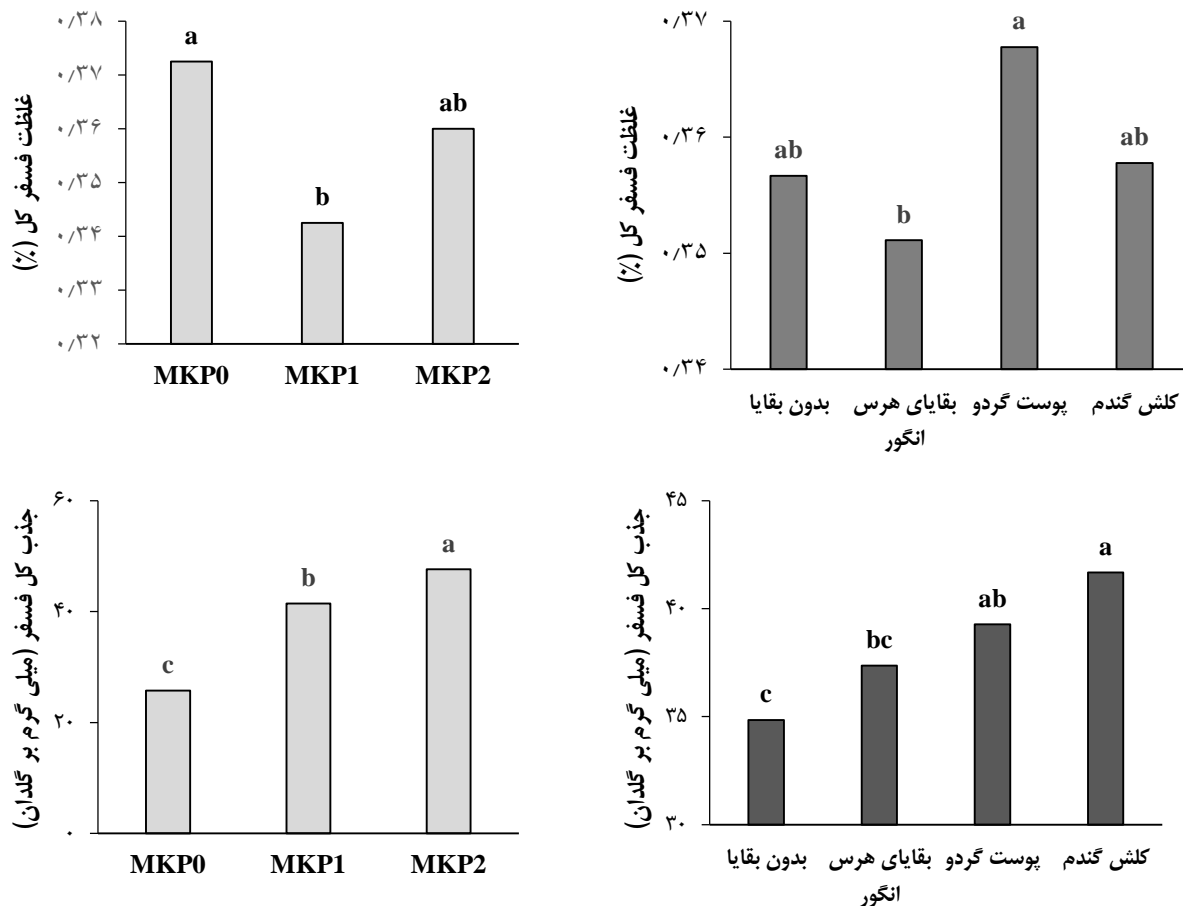 غلظت فسفر کل (%)
۰/۳۸
۰/۳۷
۰/۳۶
۰/۳۵
۰/۳۴
۰/۳۳
۰/۳۲
a
b
ab
MKP0
MKP1
MKP2
غلظت فسفر کل (%)
۰/۳۷
۰/۳۶
۰/۳۵
۰/۳۴
ab
b
a
ab
بدون بقایا
بقایای هرس
انگور
پوست گردو
کلش گندم
جذب کل فسفر (میلی گرم بر گلدان)
۶۰
۴۰
۲۰
۰
c
b
a
MKP0
MKP1
MKP2
جذب کل فسفر (میلی گرم بر گلدان)
۴۵
۴۰
۳۵
۳۰
c
bc
ab
a
بدون بقایا
بقایای هرس
انگور
پوست گردو
کلش گندم